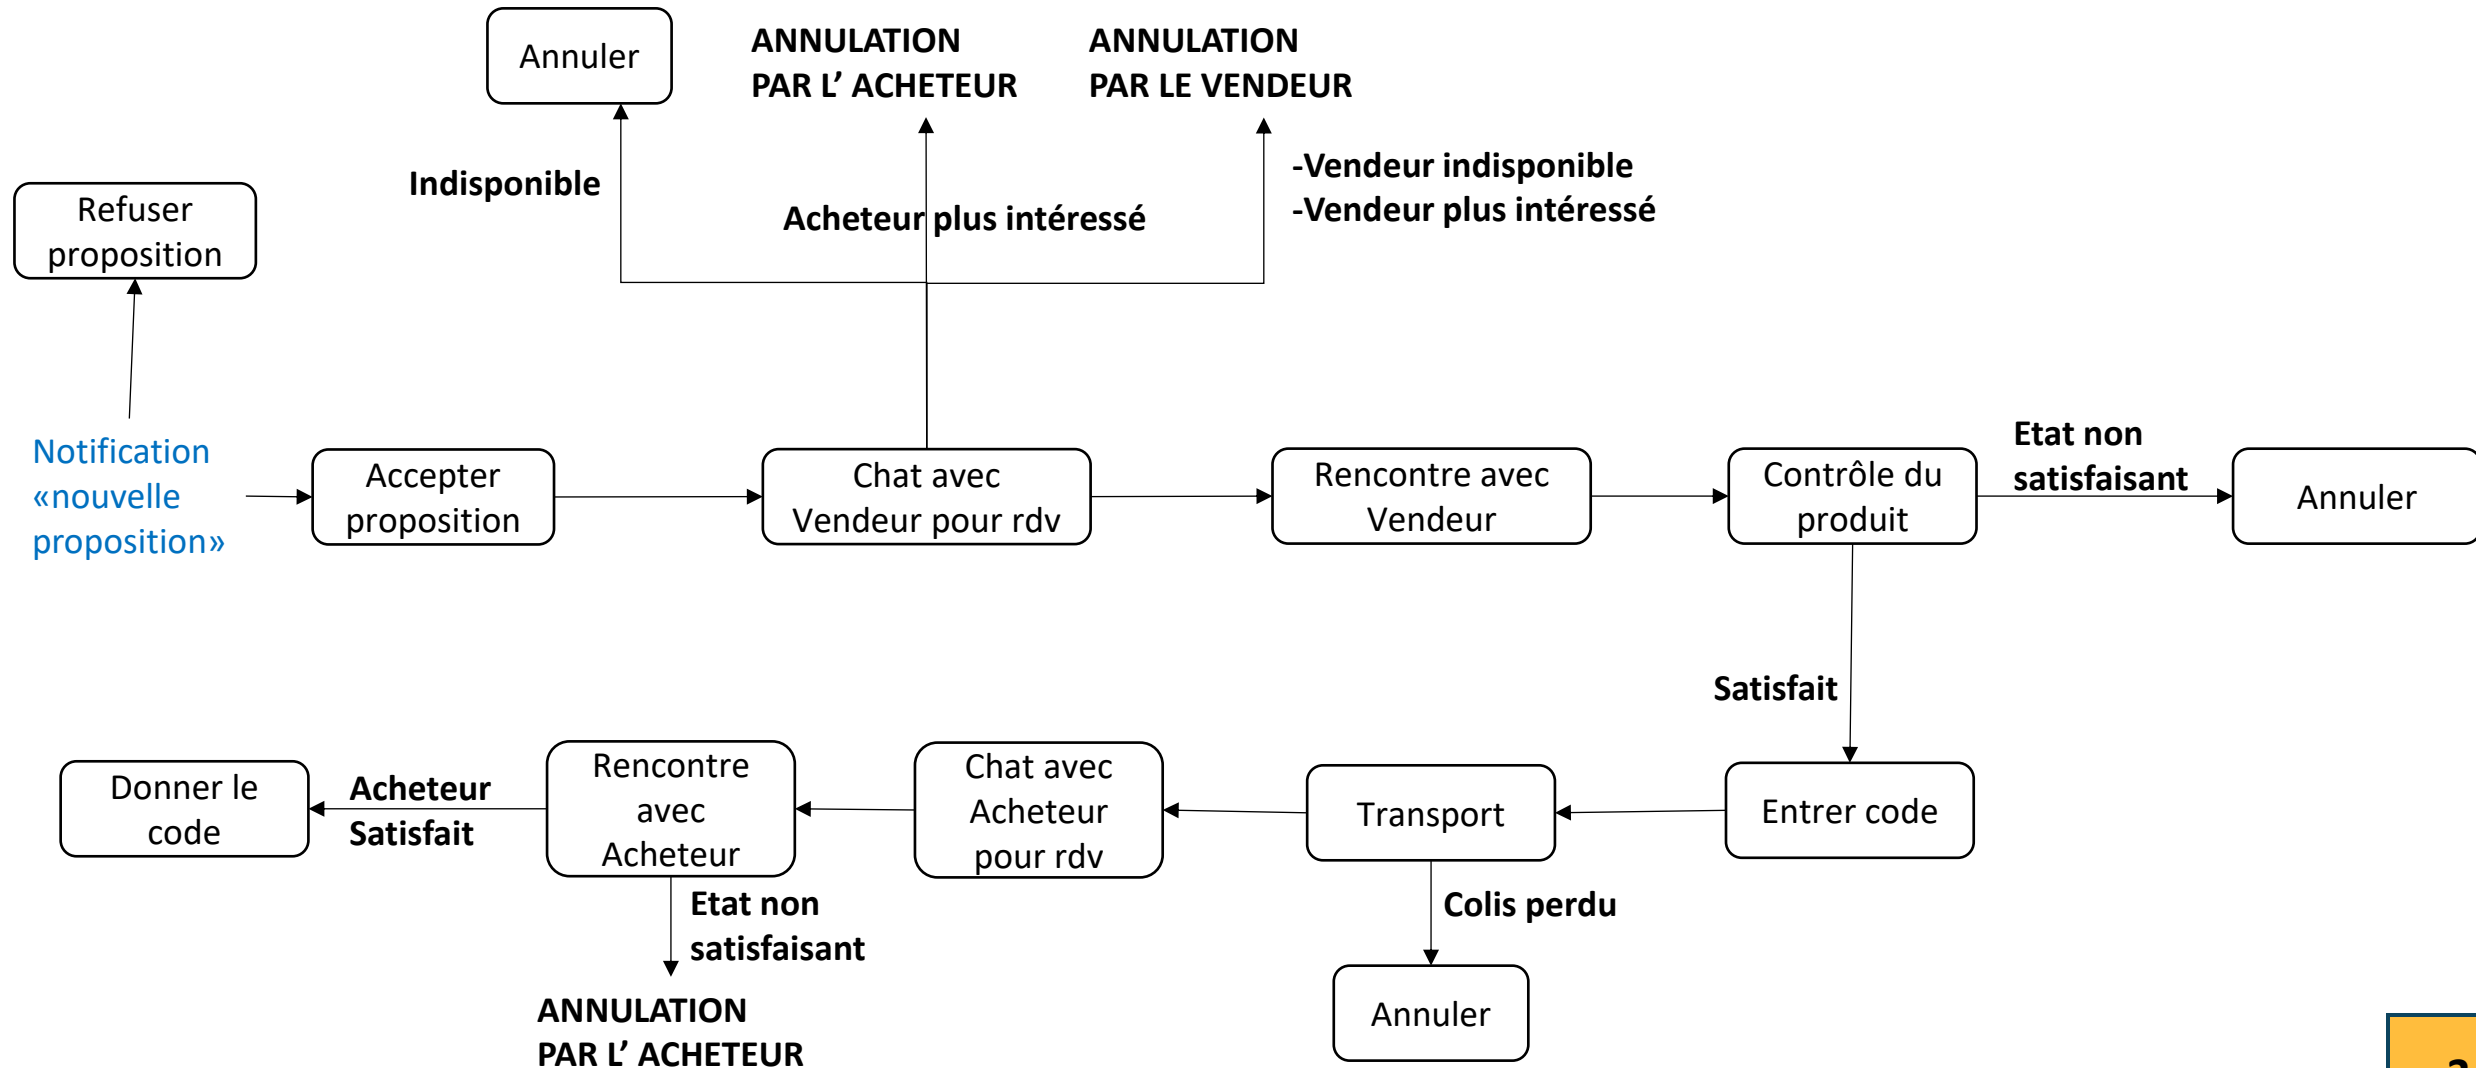 Annuler
ANNULATION
PAR L’ ACHETEUR
ANNULATION
PAR LE VENDEUR
Indisponible
Acheteur plus intéressé
-Vendeur indisponible
-Vendeur plus intéressé
Refuser
proposition
Notification
«nouvelle
proposition»
Accepter
proposition
Chat avec
Vendeur pour rdv
Rencontre avec
Vendeur
Contrôle du
produit
Etat non
satisfaisant
Annuler
Satisfait
Donner le
code
Acheteur
Satisfait
Rencontre
avec
Acheteur
Chat avec
Acheteur
pour rdv
Transport
Entrer code
Etat non
satisfaisant
Colis perdu
ANNULATION
PAR L’ ACHETEUR
Annuler